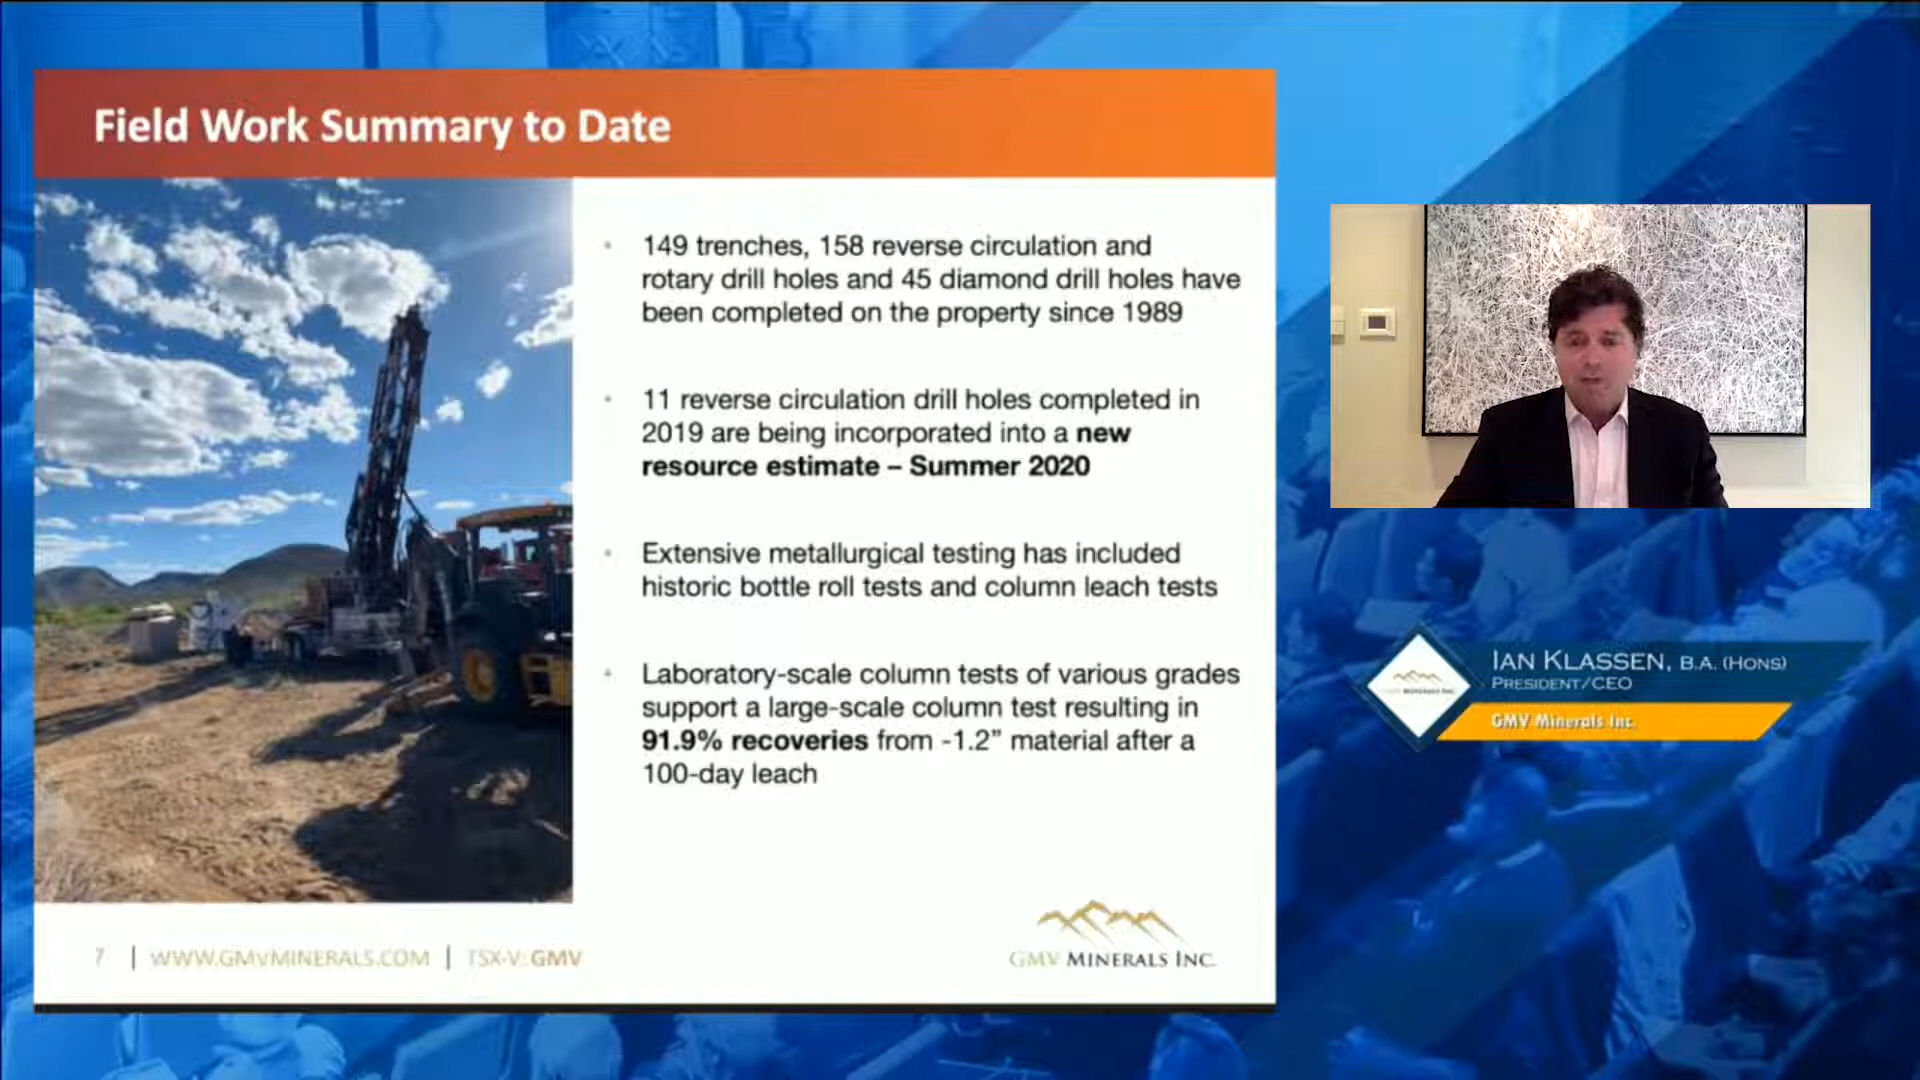 Field Work Summary to Date
149 trenches, 158 reverse circulation and
rotary drill holes and 45 diamond drill holes have
been completed on the property since 1989
11 reverse circulation drill holes completed in
2019 are being incorporated into a new
resource estimate – Summer 2020
Extensive metallurgical testing has included
historic bottle roll tests and column leach tests
Laboratory-scale column tests of various grades
support a large-scale column test resulting in
91.9% recoveries from -1.2” material after a
100-day leach
7 | WWW.GMVMINERALS.COM | TSX-V: GMV
GMV MINERALS INC.
IAN KLASSEN, B.A. (HONS)
PRESIDENT/CEO
GMV Minerals Inc.